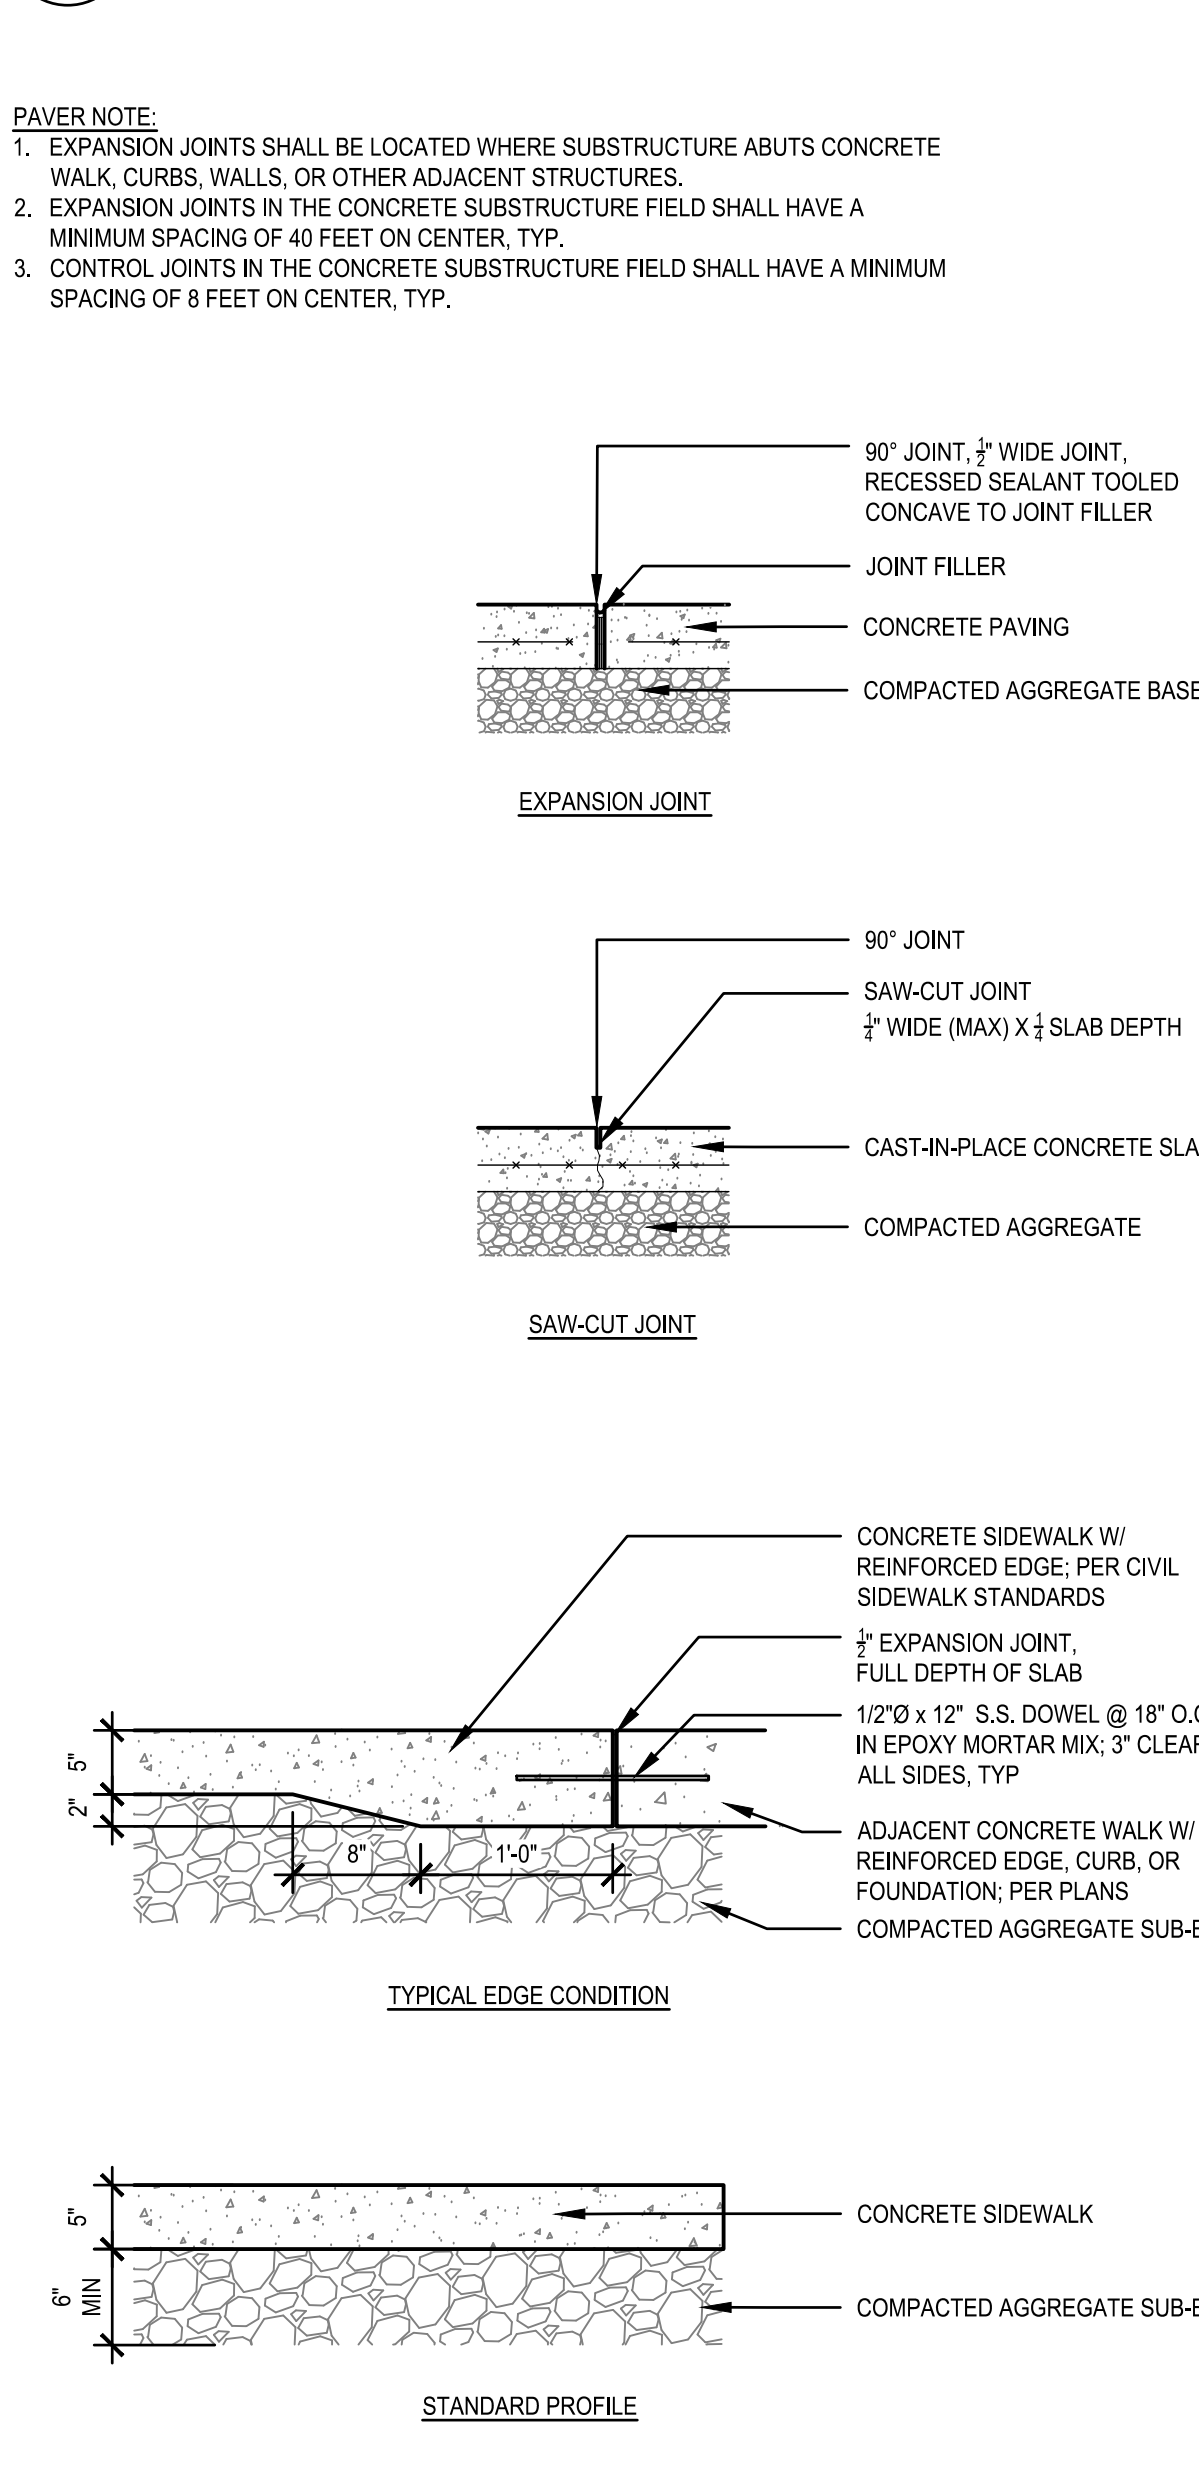 PAVER NOTE:
1. EXPANSION JOINTS SHALL BE LOCATED WHERE SUBSTRUCTURE ABUTS CONCRETE
WALK, CURBS, WALLS, OR OTHER ADJACENT STRUCTURES.
2. EXPANSION JOINTS IN THE CONCRETE SUBSTRUCTURE FIELD SHALL HAVE A
MINIMUM SPACING OF 40 FEET ON CENTER, TYP.
3. CONTROL JOINTS IN THE CONCRETE SUBSTRUCTURE FIELD SHALL HAVE A MINIMUM
SPACING OF 8 FEET ON CENTER, TYP.
90° JOINT, 1/2" WIDE JOINT,
RECESSED SEALANT TOOLED
CONCAVE TO JOINT FILLER
JOINT FILLER
CONCRETE PAVING
COMPACTED AGGREGATE BASE
EXPANSION JOINT
90° JOINT
SAW-CUT JOINT
1/4" WIDE (MAX) X 1/4 SLAB DEPTH
CAST-IN-PLACE CONCRETE
COMPACTED AGGREGATE
SAW-CUT JOINT
CONCRETE SIDEWALK W/
REINFORCED EDGE; PER CIVIL
SIDEWALK STANDARDS
1/2" EXPANSION JOINT,
FULL DEPTH OF SLAB
1/2"Ø x 12" S.S. DOWEL @ 18"
IN EPOXY MORTAR MIX; 3"
ALL SIDES, TYP
ADJACENT CONCRETE WALK W/
REINFORCED EDGE, CURB, OR
FOUNDATION; PER PLANS
COMPACTED AGGREGATE
5"
2"
8"
1'-0"
TYPICAL EDGE CONDITION
5"
6"
MIN
CONCRETE SIDEWALK
COMPACTED AGGREGATE
STANDARD PROFILE